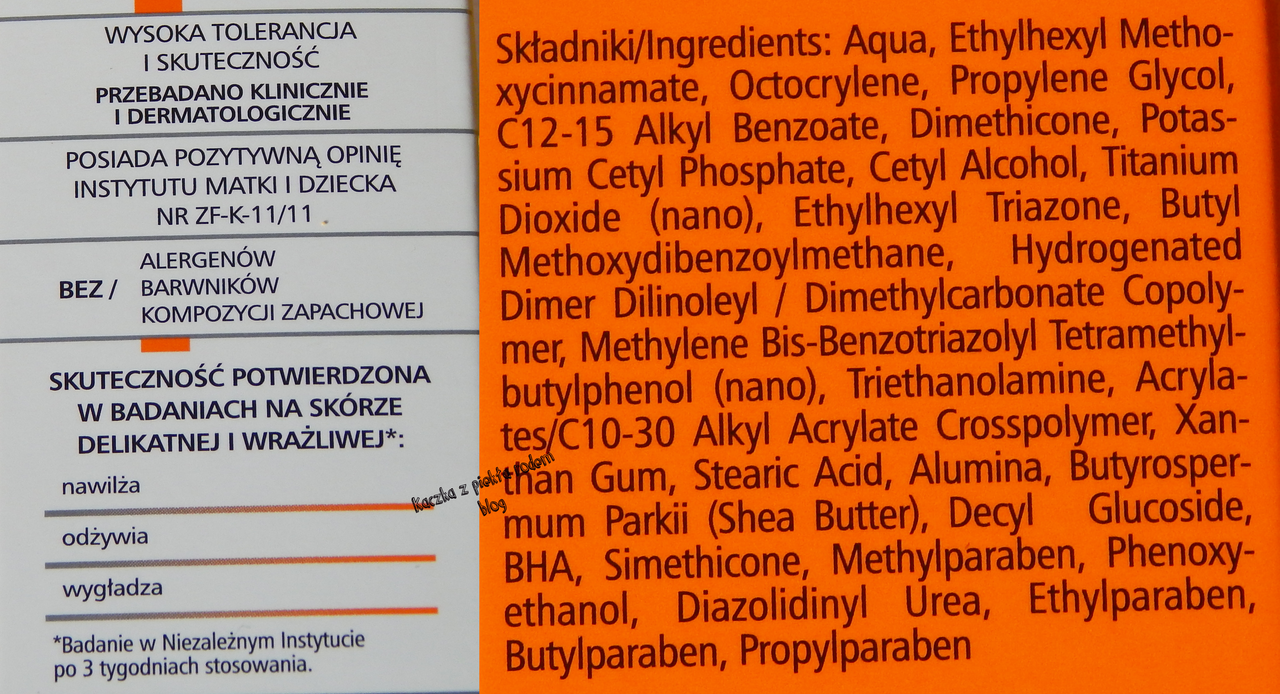 WYSOKA TOLERANCJA
I SKUTECZNOŚĆ
PRZEBADANO KLINICZNIE
I DERMATOLOGICZNIE
POSIADA POZYTYWNĄ OPINIĘ
INSTYTUTU MATKI I DZIECKA
NR ZF-K-11/11
BEZ /
ALERGENÓW
BARWNIKÓW
KOMPOZYCJI ZAPACHOWEJ
SKUTECZNOŚĆ POTWIERDZONA
W BADANIACH NA SKÓRZE
DELIKATNEJ I WRAŻLIWEJ*:
nawilża
odżywia
wygładza
*Badanie w Niezależnym Instytucie
po 3 tygodniach stosowania.
Kaczka z piekła rodem
blog
Składniki/Ingredients: Aqua, Ethylhexyl Metho-
xycinnamate, Octocrylene, Propylene Glycol,
C12-15 Alkyl Benzoate, Dimethicone, Potas-
sium Cetyl Phosphate, Cetyl Alcohol, Titanium
Dioxide (nano), Ethylhexyl Triazone, Butyl
Methoxydibenzoylmethane, Hydrogenated
Dimer Dilinoleyl / Dimethylcarbonate Copoly-
mer, Methylene Bis-Benzotriazolyl Tetramethyl-
butylphenol (nano), Triethanolamine, Acryla-
tes/C10-30 Alkyl Acrylate Crosspolymer, Xan-
than Gum, Stearic Acid, Alumina, Butyrosper-
mum Parkii (Shea Butter), Decyl Glucoside,
BHA, Simethicone, Methylparaben, Phenoxy-
ethanol, Diazolidinyl Urea, Ethylparaben,
Butylparaben, Propylparaben